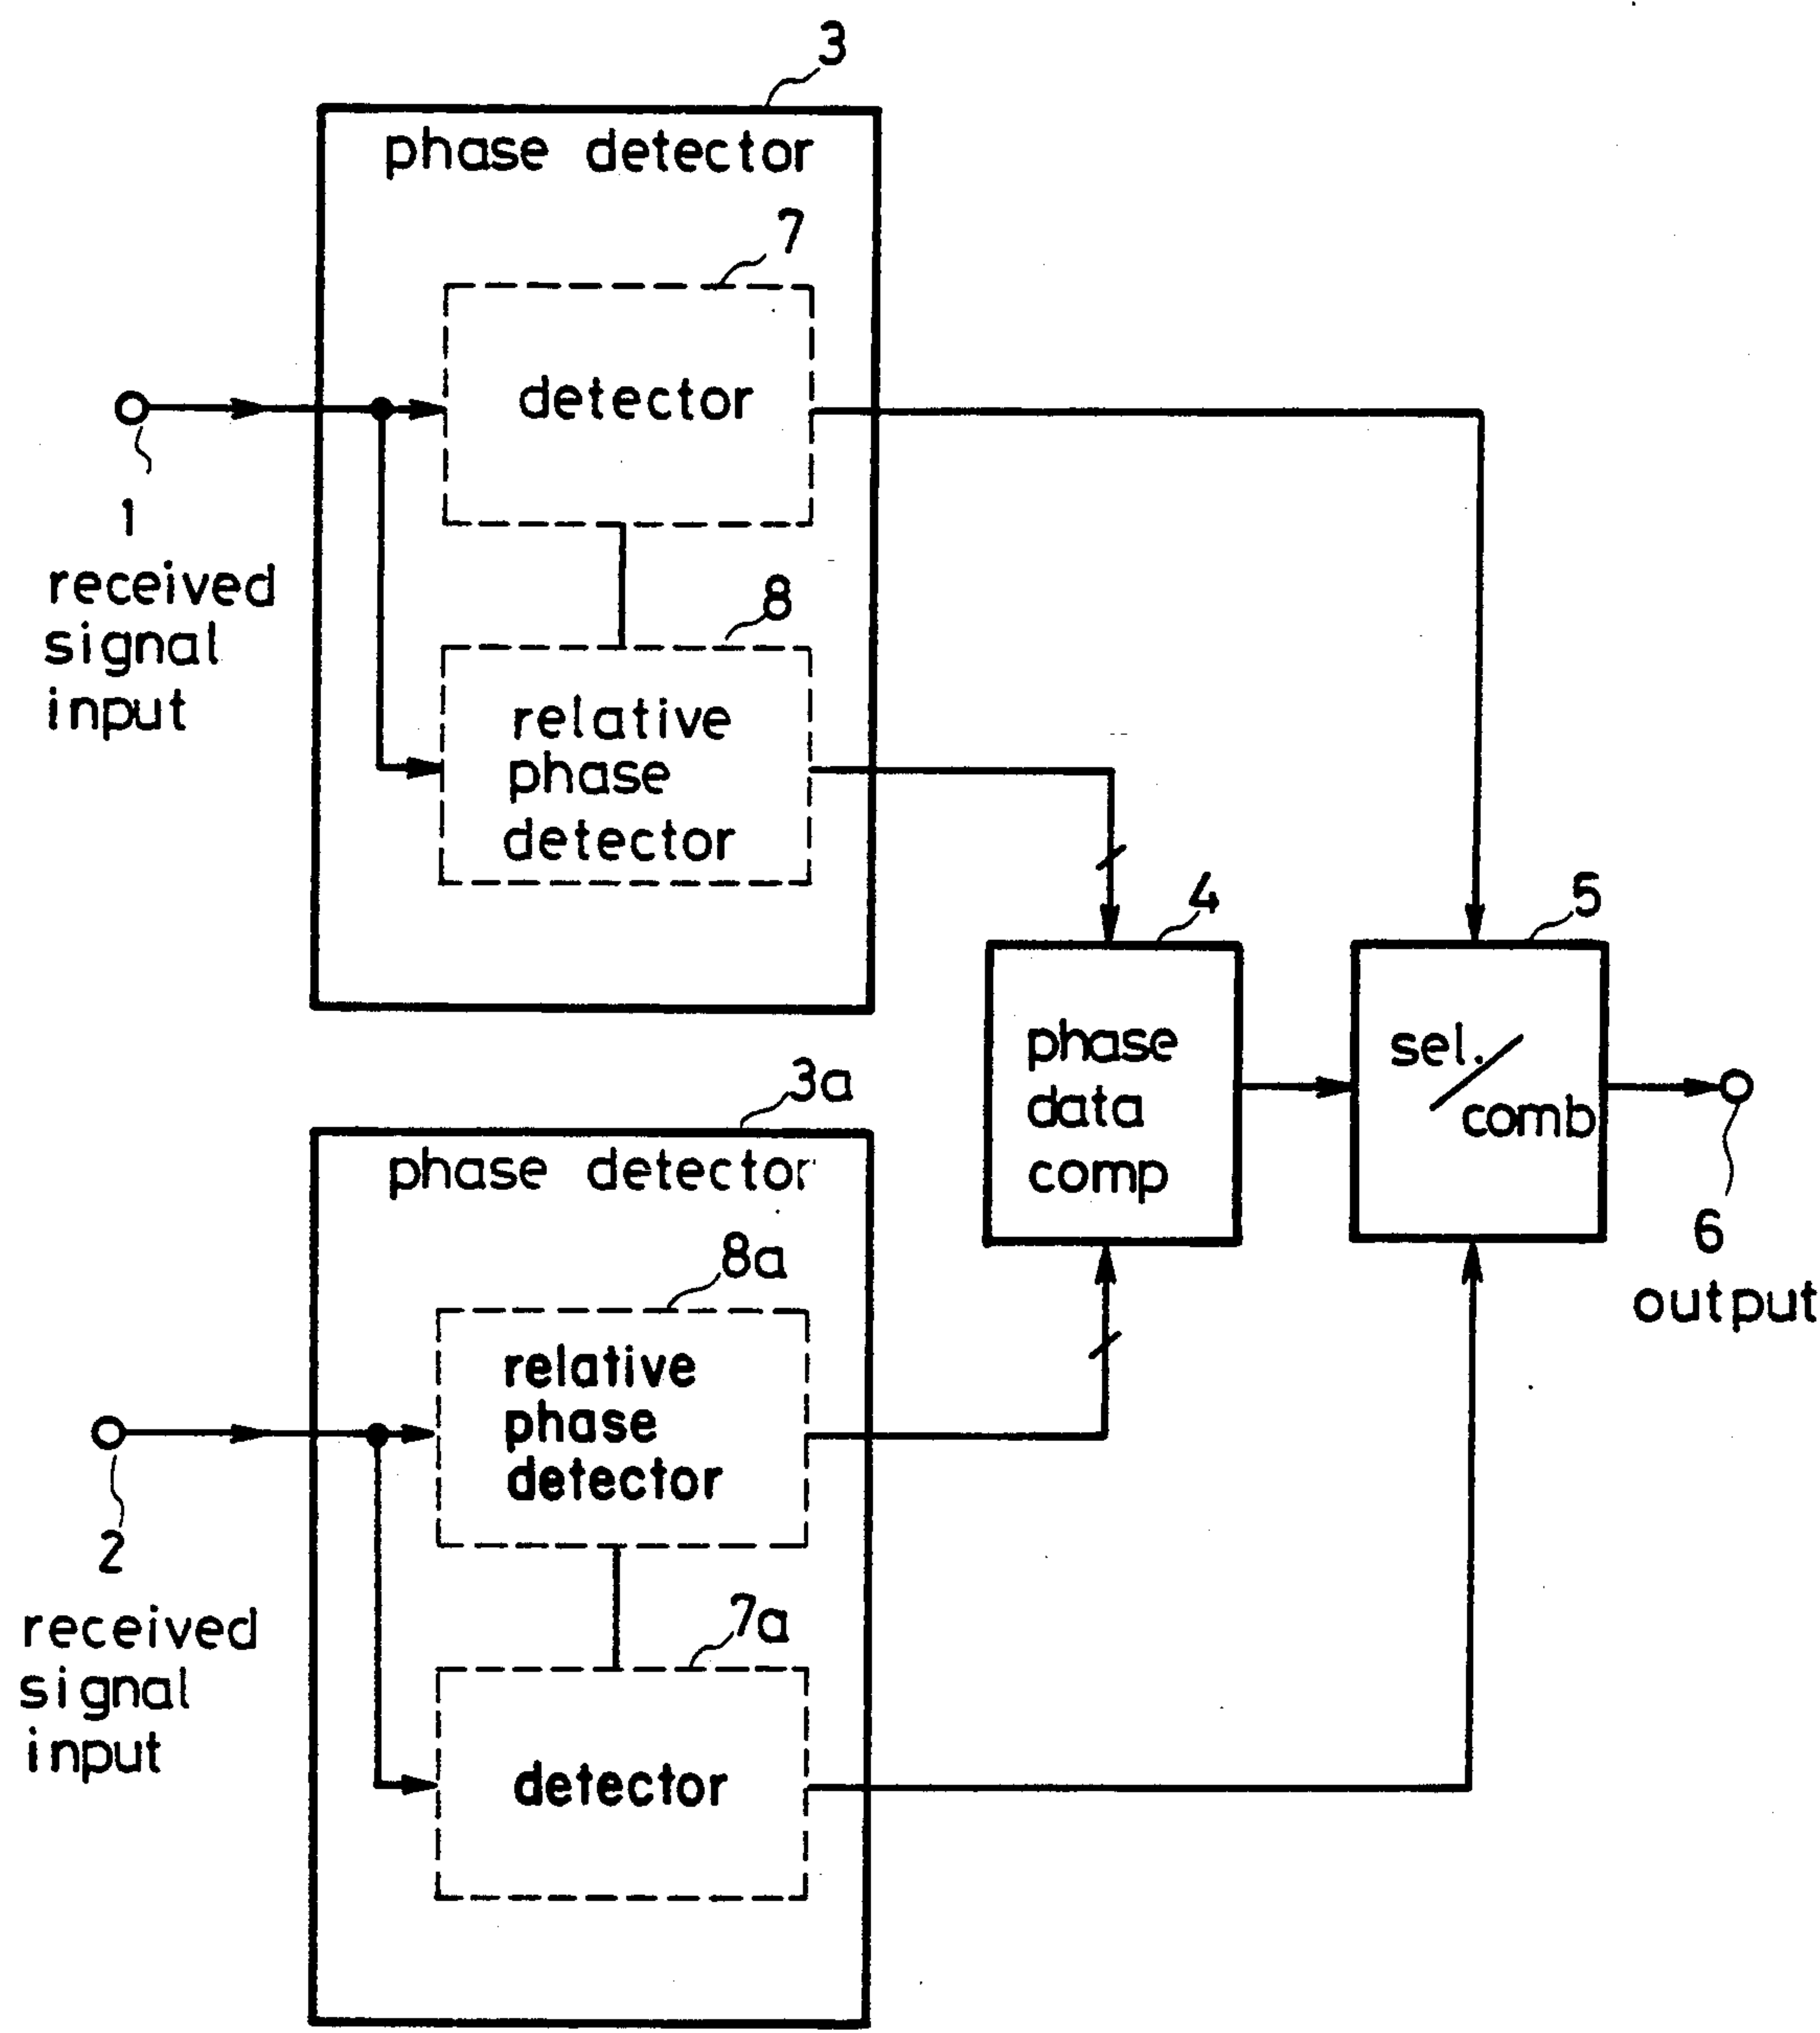 3
phase detector
7
detector
1
received
signal
input
8
relative
phase
detector
4
5
phase
data
comp
sel./
comb
6
output
3a
phase detector
8a
relative
phase
detector
2
received
signal
input
7a
detector